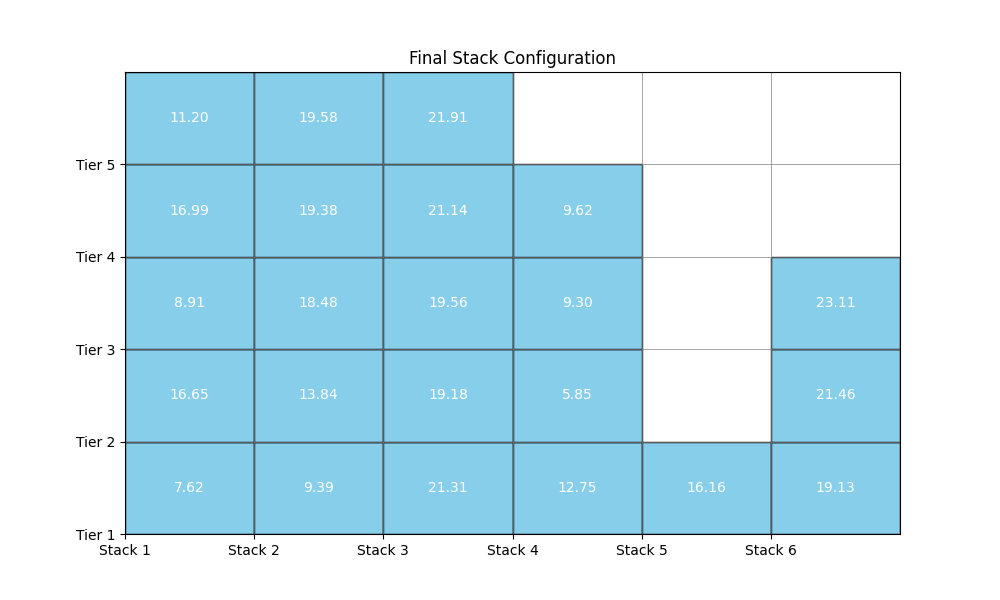 Final Stack Configuration
11.20 19.58 21.91
Tier 5
16.99 19.38 21.14 9.62
Tier 4
8.91 18.48 19.56 9.30 23.11
Tier 3
16.65 13.84 19.18 5.85 21.46
Tier 2
7.62 9.39 21.31 12.75 16.16 19.13
Tier 1
Stack 1 Stack 2 Stack 3 Stack 4 Stack 5 Stack 6